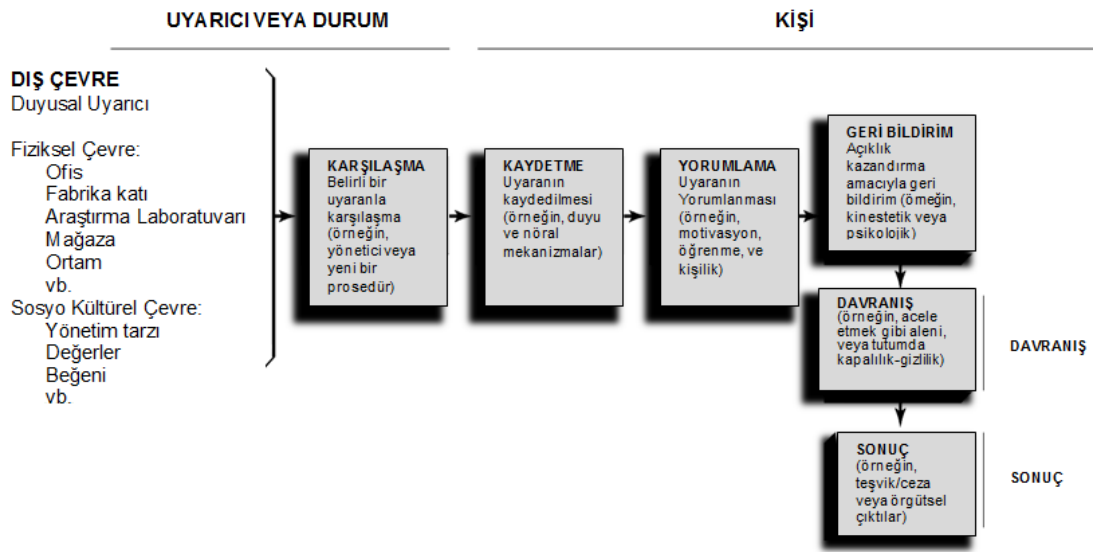 UYARICI VEYA DURUM
KİŞİ
DIŞ ÇEVRE
Duyusal Uyarıcı
Fiziksel Çevre:
Ofis
Fabrika katı
Araştırma Laboratuvarı
Mağaza
Ortam
vb.
Sosyo Kültürel Çevre:
Yönetim tarzı
Değerler
Beğeni
vb.
KARŞILAŞMA
Belirli bir
uyaranla
karşılaşma
(örneğin,
yönetici veya
yeni bir
prosedür)
KAYDETME
Uyaranın
kaydedilmesi
(örneğin, duyu
ve nöral
mekanizmalar)
YORUMLAMA
Uyaranın
Yorumlanması
(örneğin,
motivasyon,
öğrenme, ve
kişilik)
GERİ BİLDİRİM
Açıklık
kazandırma
amacıyla geri
bildirim (örneğin,
kinestetik veya
psikolojik)
DAVRANIŞ
(örneğin, acele
etmek gibi aleni,
veya tutumda
kapalılık-gizlilik)
DAVRANIŞ
SONUÇ
(örneğin,
teşvik/ceza
veya örgütsel
çıktılar)
SONUÇ